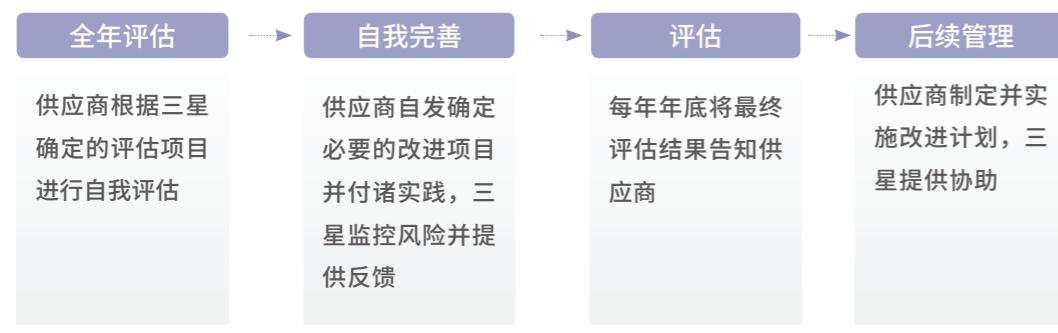 全年评估
供应商根据三星
确定的评估项目
进行自我评估
自我完善
供应商自发确定
必要的改进项目
并付诸实践，三
星监控风险并提
供反馈
评估
每年年底将最终
评估结果告知供
应商
后续管理
供应商制定并实
施改进计划，三
星提供协助